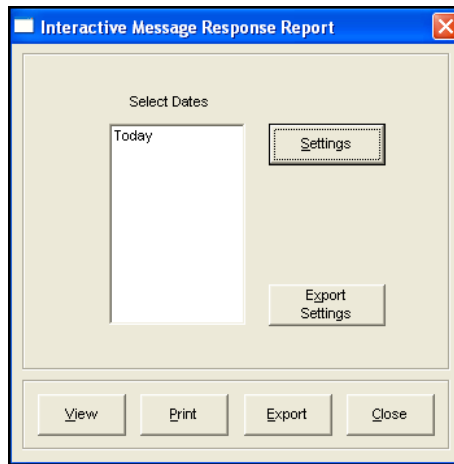 Interactive Message Response Report
Select Dates
Today
Settings
Export
Settings
View
Print
Export
Close